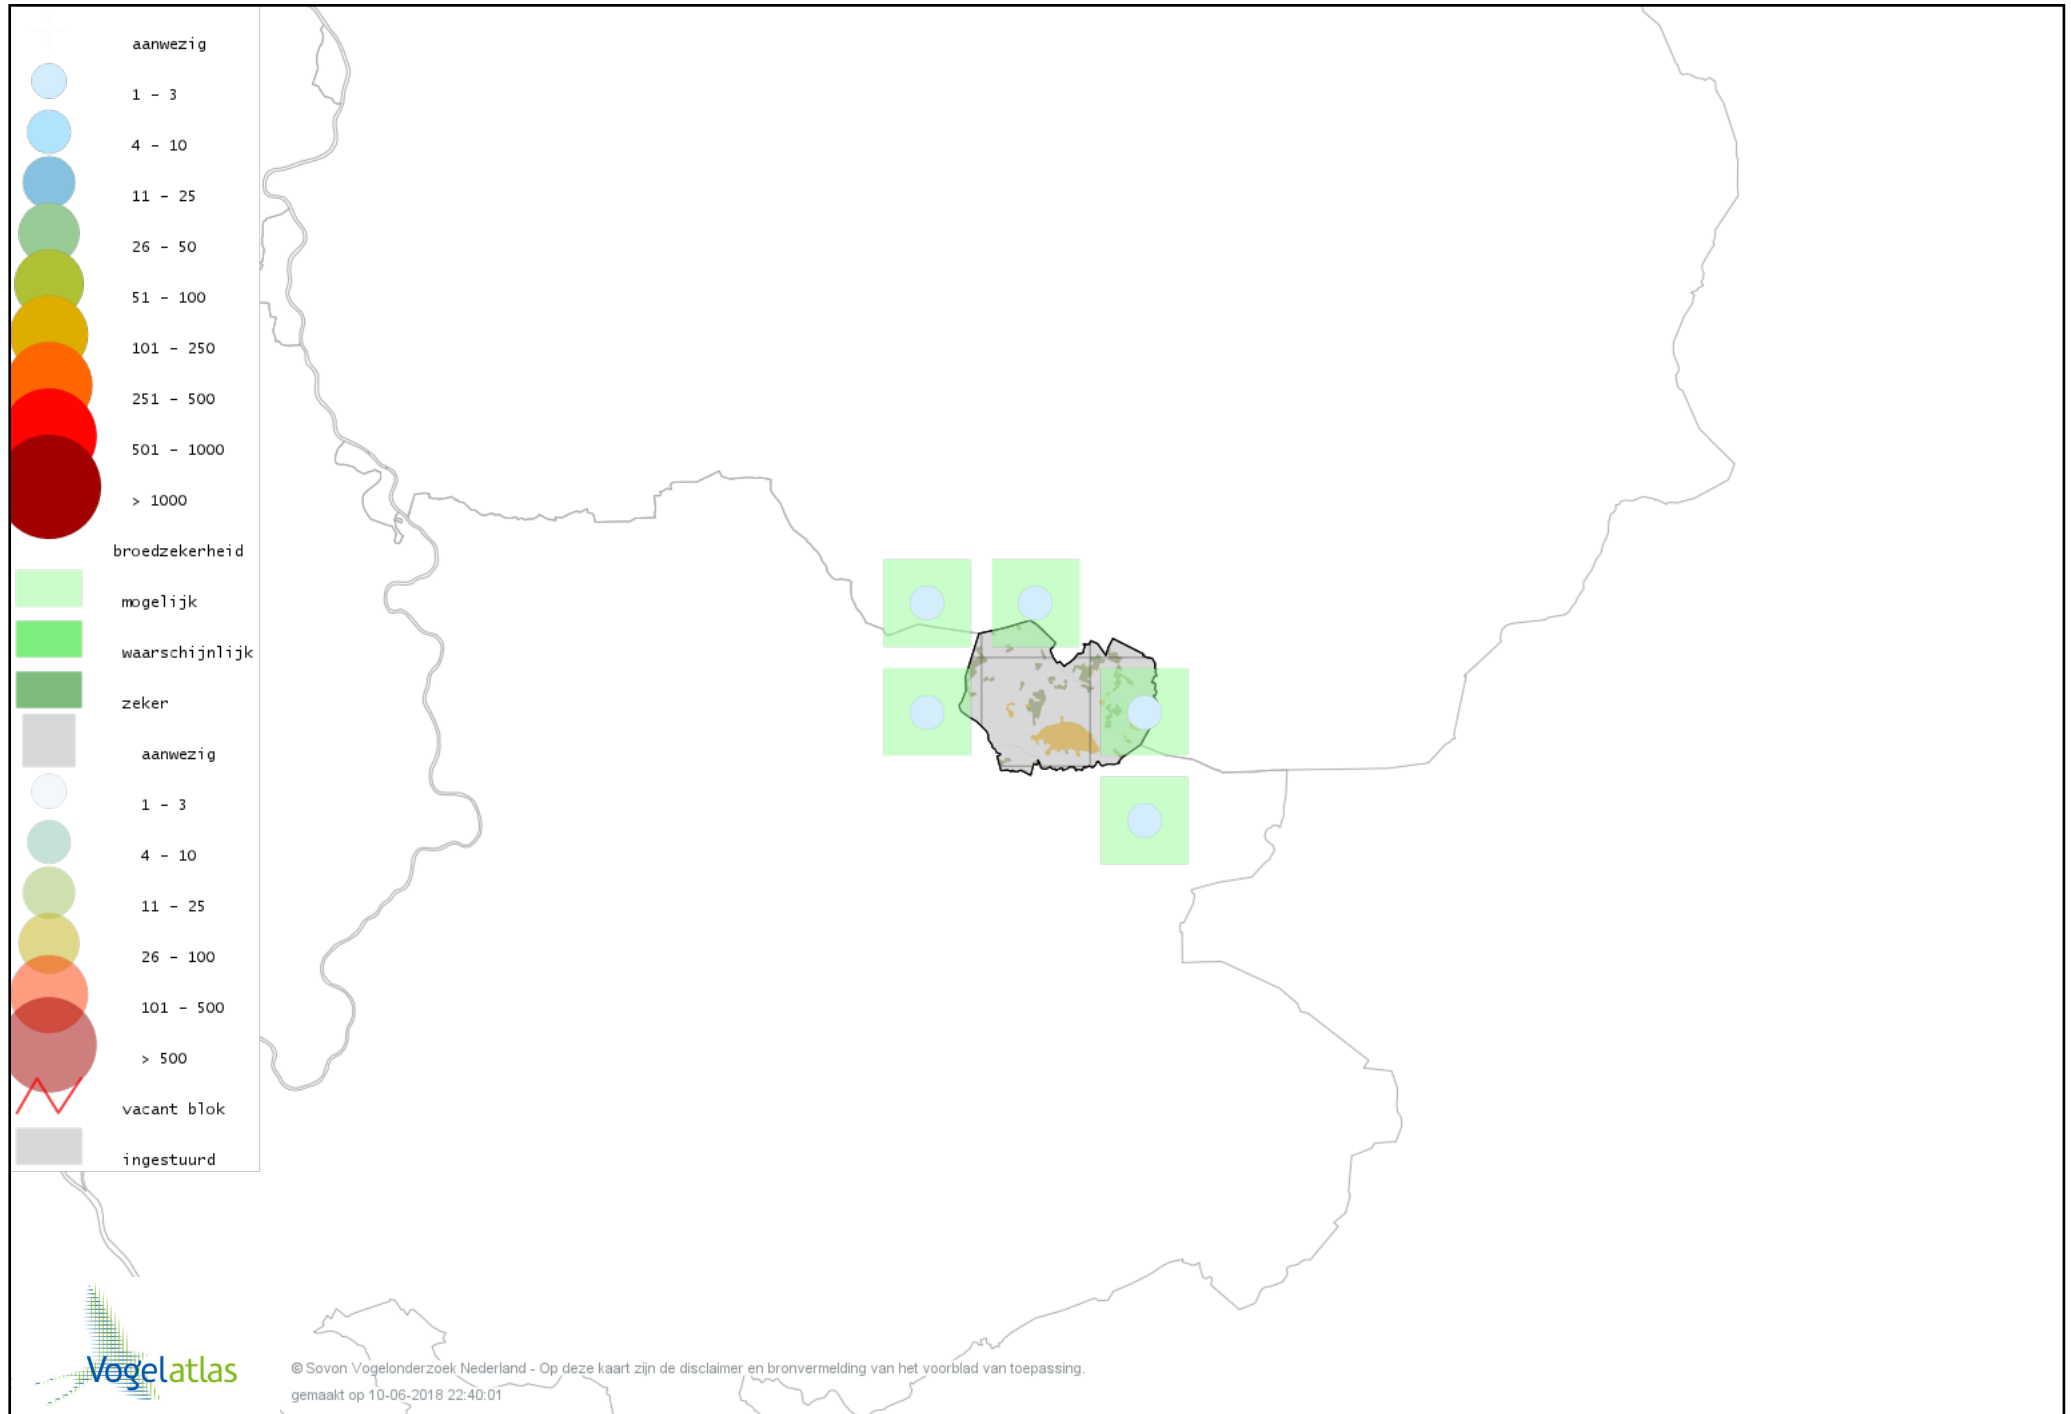 aanwezig
1 - 3
4 - 10
11 - 25
26 - 50
51 - 100
101 - 250
251 - 500
501 - 1000
> 1000
broedzekerheid
mogelijk
waarschijnlijk
zeker
aanwezig
1 - 3
4 - 10
11 - 25
26 - 100
101 - 500
> 500
vacant blok
ingestuurd
Vogelatlas
© Sovon Vogelonderzoek Nederland - Op deze kaart zijn de disclaimer en bronvermelding van het voorblad van toepassing.
gemaakt op 10-06-2018 22:40:01